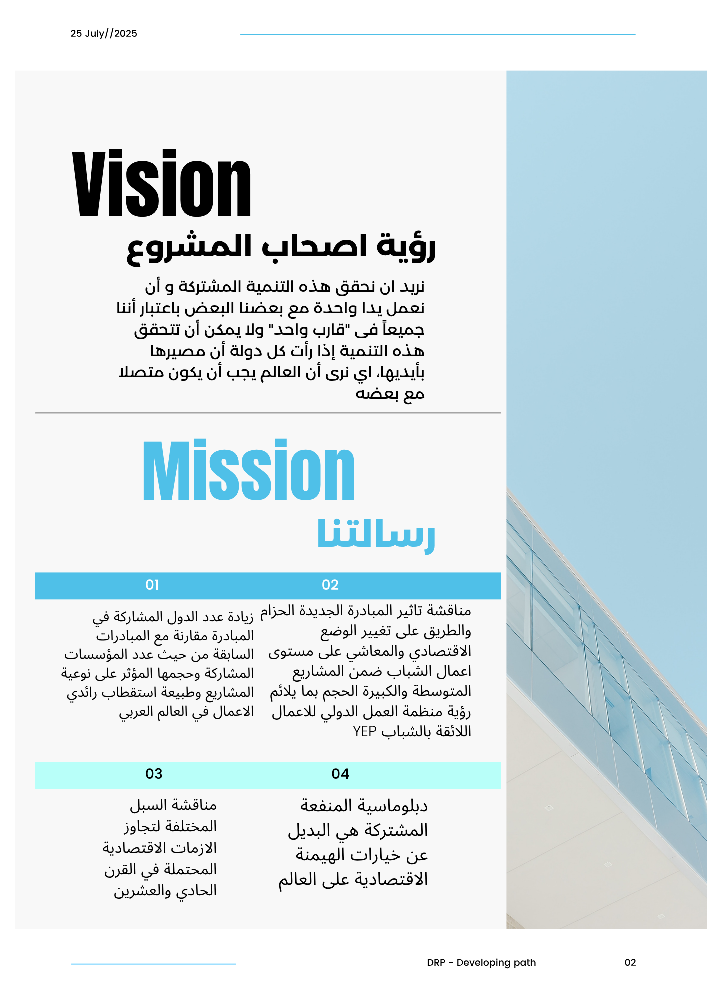 25 July//2025
Vision
رؤية اصحاب المشروع
نريد ان نحقق هذه التنمية المشتركة و أن
نعمل يدا واحدة مع بعضنا البعض باعتبار أننا
جميعاً في "قارب واحد" ولا يمكن أن تتحقق
هذه التنمية إذا رأت كل دولة أن مصيرها
بأيديها، اي نرى أن العالم يجب أن يكون متصلا
مع بعضه
Mission
رسالتنا
01
زيادة عدد الدول المشاركة في
المبادرة مقارنة مع المبادرات
السابقة من حيث عدد المؤسسات
المشاركة وحجمها المؤثر على نوعية
المشاريع وطبيعة استقطاب رائدي
الاعمال في العالم العربي
02
مناقشة تاثير المبادرة الجديدة الحزام
والطريق على تغيير الوضع
الاقتصادي والمعاشي على مستوى
اعمال الشباب ضمن المشاريع
المتوسطة والكبيرة الحجم بما يلائم
رؤية منظمة العمل الدولي للاعمال
اللائقة بالشباب YEP
03
مناقشة السبل
المختلفة لتجاوز
الازمات الاقتصادية
المحتملة في القرن
الحادي والعشرين
04
دبلوماسية المنفعة
المشتركة هي البديل
عن خيارات الهيمنة
الاقتصادية على العالم
DRP - Developing path
02